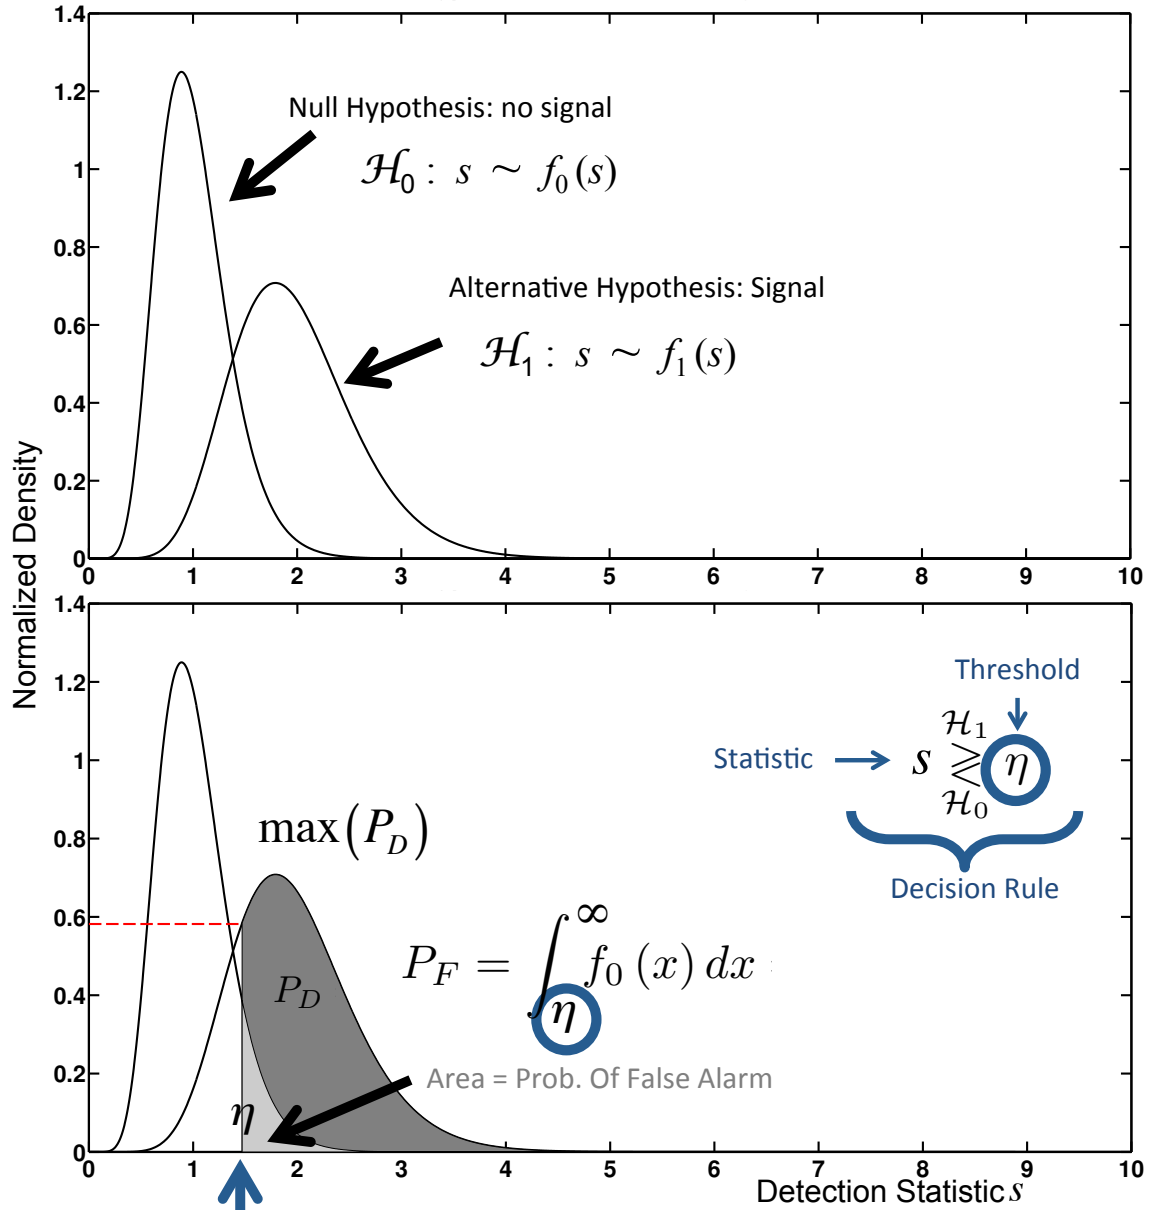 1.4
1.2
1
0.8
0.6
0.4
0.2
0
0 1 2 3 4 5 6 7 8 9 10
Null Hypothesis: no signal
ℋ₀ : s ~ f₀(s)
Alternative Hypothesis: Signal
ℋ₁ : s ~ f₁(s)
Normalized Density
1.4
1.2
1
0.8
0.6
0.4
0.2
0
0 1 2 3 4 5 6 7 8 9 10
Threshold
Statistic
s ≷ η
ℋ₁
ℋ₀
Decision Rule
max(P_D)
P_D
P_F = ∫_η^∞ f₀(x) dx
Area = Prob. Of False Alarm
η
Detection Statistic s